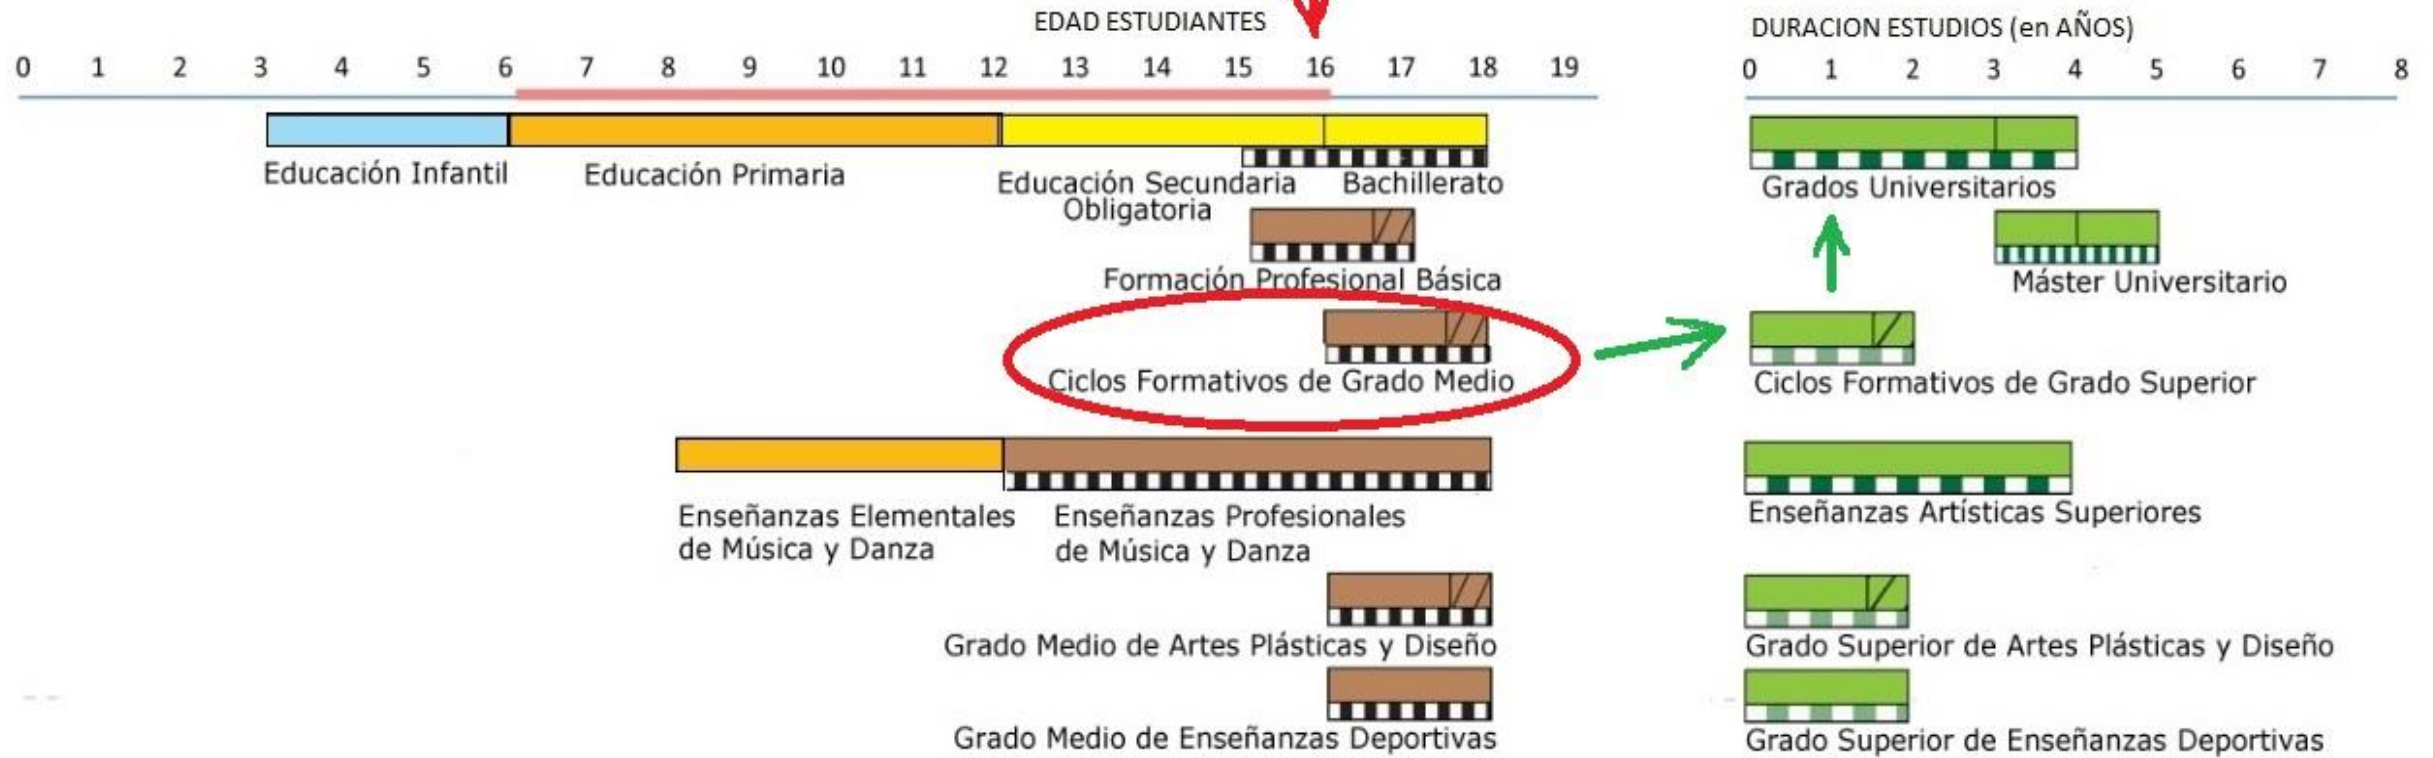 EDAD ESTUDIANTES
0 1 2 3 4 5 6 7 8 9 10 11 12 13 14 15 16 17 18 19
Educación Infantil
Educación Primaria
Educación Secundaria
Obligatoria
Bachillerato
Formación Profesional Básica
Ciclos Formativos de Grado Medio
Enseñanzas Elementales
de Música y Danza
Enseñanzas Profesionales
de Música y Danza
Grado Medio de Artes Plásticas y Diseño
Grado Medio de Enseñanzas Deportivas
DURACION ESTUDIOS (en AÑOS)
0 1 2 3 4 5 6 7 8
Grados Universitarios
Máster Universitario
Ciclos Formativos de Grado Superior
Enseñanzas Artísticas Superiores
Grado Superior de Artes Plásticas y Diseño
Grado Superior de Enseñanzas Deportivas